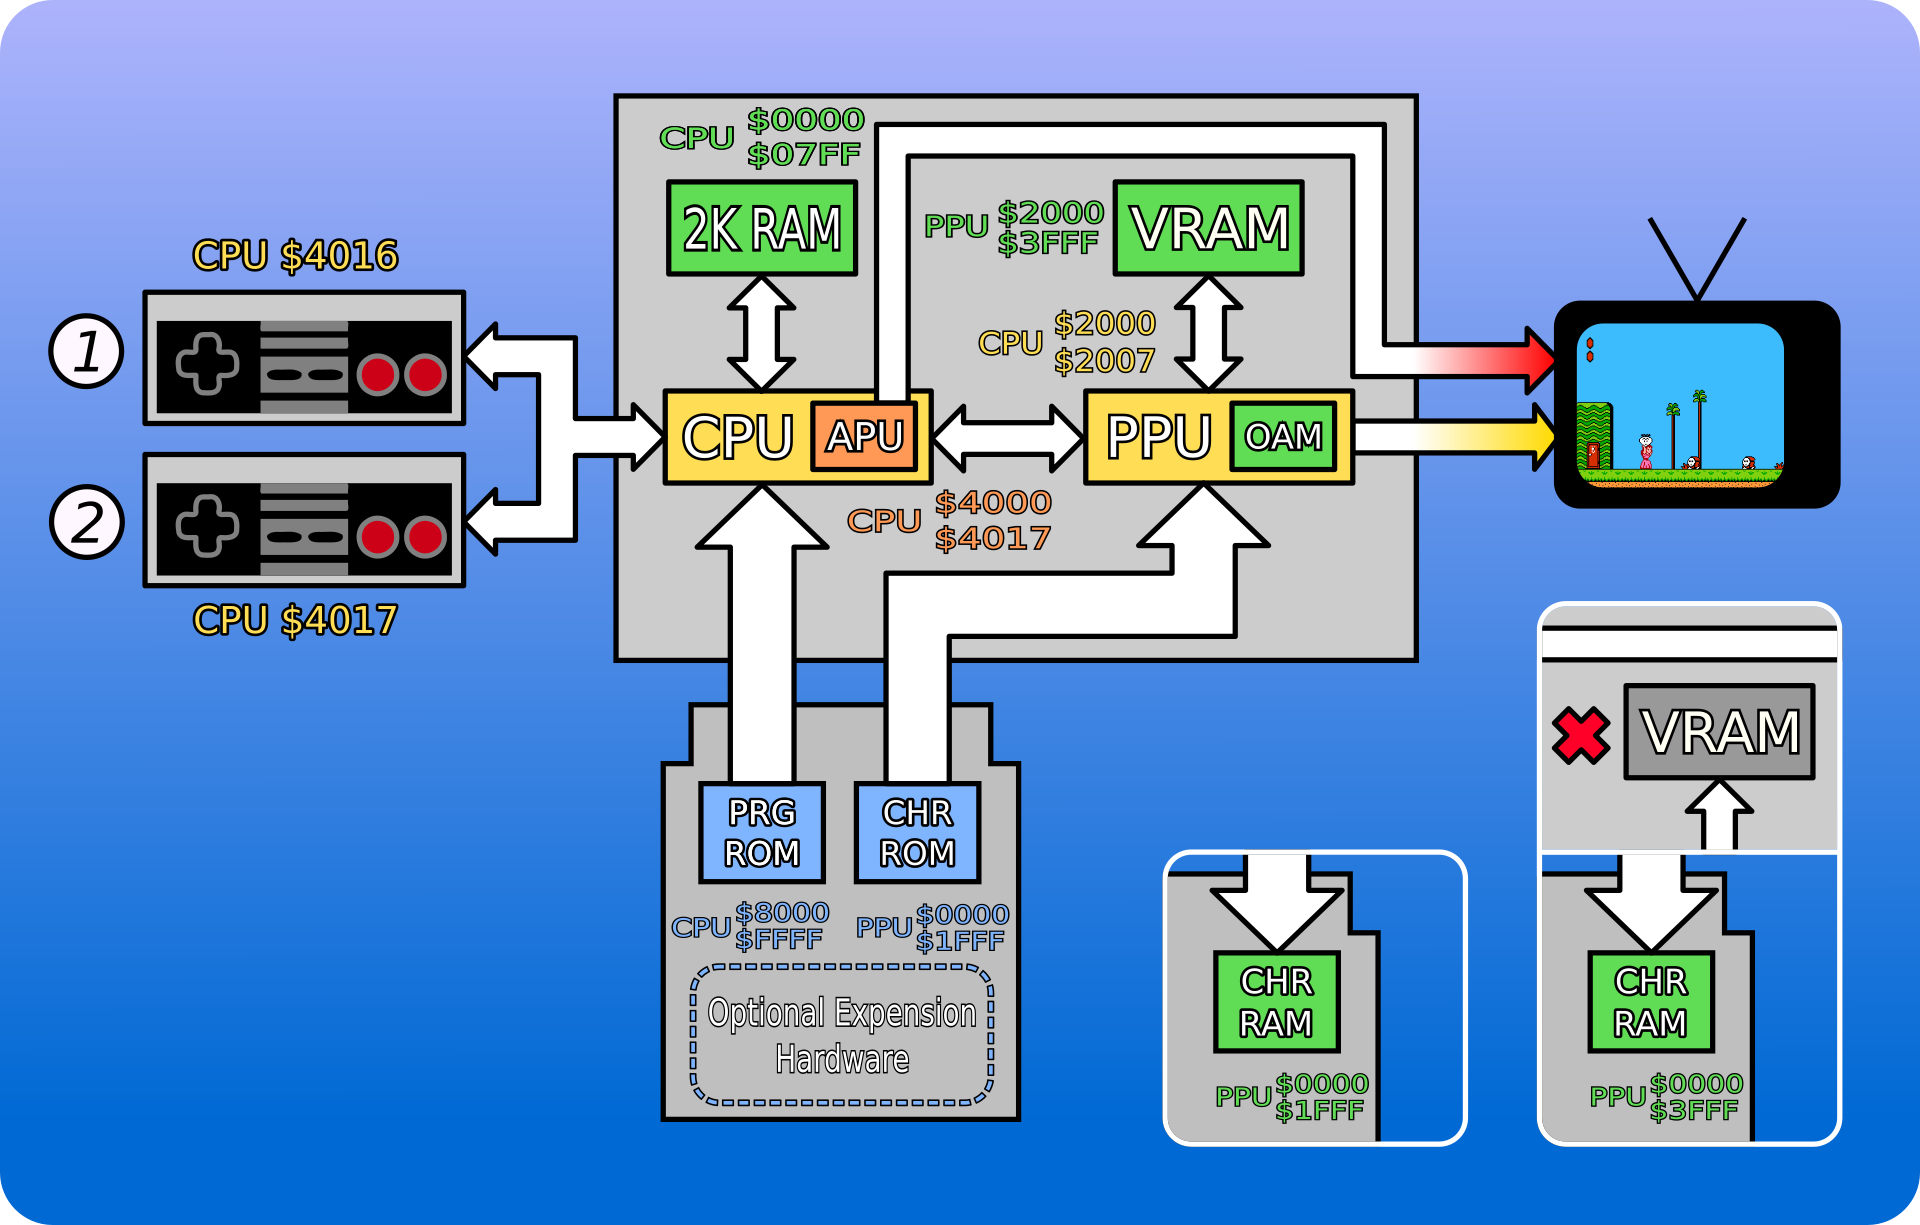 CPU $0000
$07FF
2K RAM
PPU $2000
$3FFF
VRAM
CPU $4016
1
2
CPU $4017
CPU $2000
$2007
CPU
APU
PPU
OAM
CPU $4000
$4017
PRG
ROM
CHR
ROM
CPU $8000
$FFFF
PPU $0000
$1FFF
Optional Expension
Hardware
CHR
RAM
PPU $0000
$1FFF
VRAM
CHR
RAM
PPU $0000
$3FFF